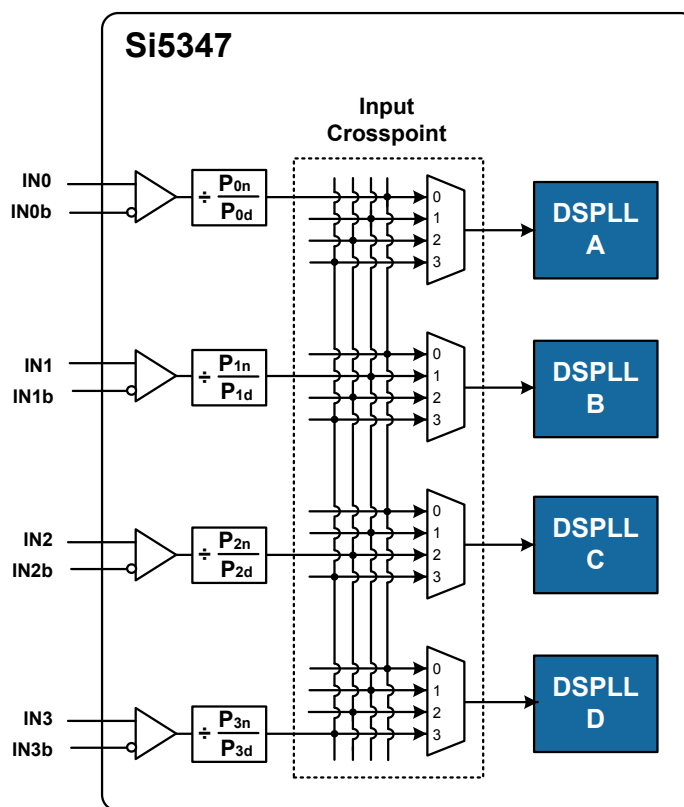 Si5347
Input
Crosspoint
IN0
IN0b
÷ P0n
P0d
0
1
2
3
DSPLL
A
IN1
IN1b
÷ P1n
P1d
0
1
2
3
DSPLL
B
IN2
IN2b
÷ P2n
P2d
0
1
2
3
DSPLL
C
IN3
IN3b
÷ P3n
P3d
0
1
2
3
DSPLL
D